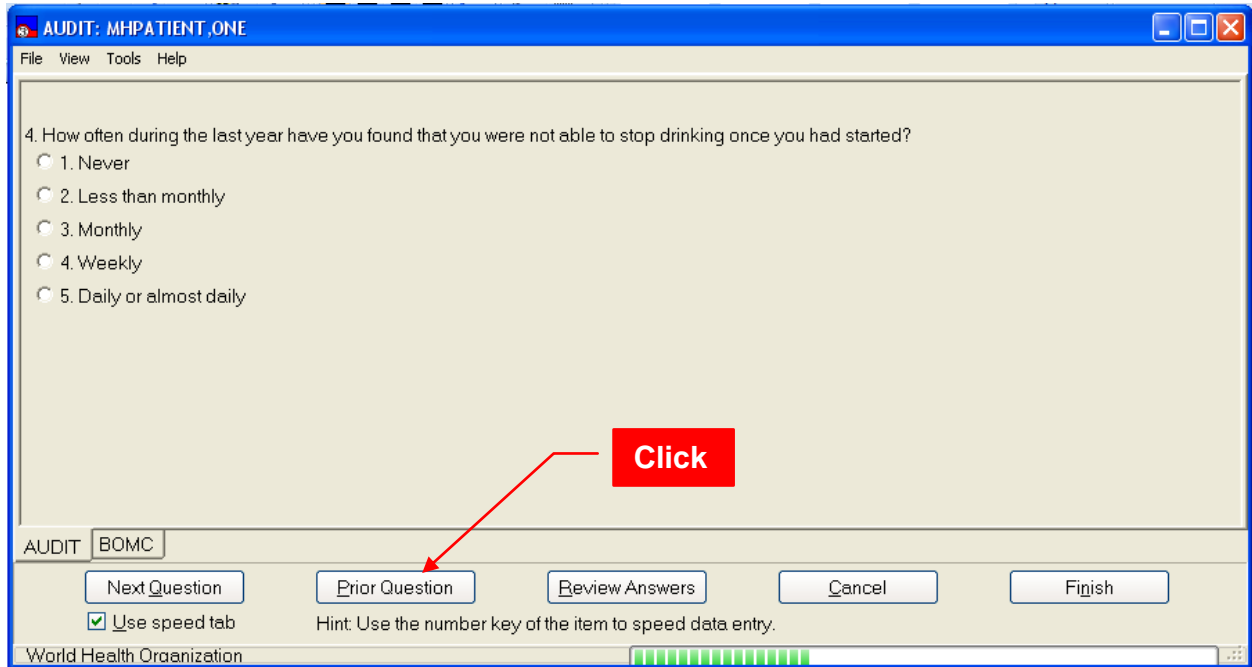 AUDIT: MHPATIENT,ONE
File View Tools Help
4. How often during the last year have you found that you were not able to stop drinking once you had started?
1. Never
2. Less than monthly
3. Monthly
4. Weekly
5. Daily or almost daily
Click
AUDIT BOMC
Next Question Prior Question Review Answers Cancel Finish
Use speed tab Hint: Use the number key of the item to speed data entry.
World Health Organization